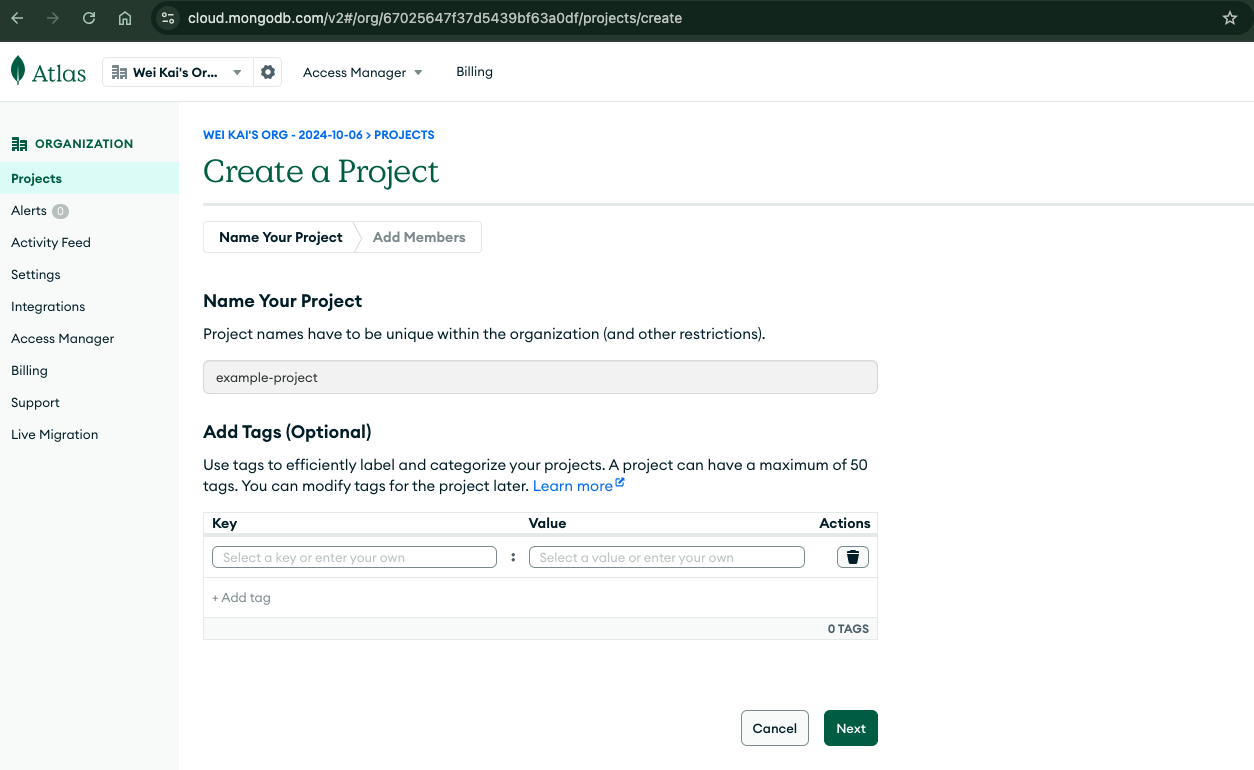 cloud.mongodb.com/v2#/org/67025647f37d5439bf63a0df/projects/create
Atlas
Wei Kai's Or...
Access Manager
Billing
ORGANIZATION
Projects
Alerts 0
Activity Feed
Settings
Integrations
Access Manager
Billing
Support
Live Migration
WEI KAI'S ORG - 2024-10-06 > PROJECTS
Create a Project
Name Your Project
Add Members
Name Your Project
Project names have to be unique within the organization (and other restrictions).
example-project
Add Tags (Optional)
Use tags to efficiently label and categorize your projects. A project can have a maximum of 50
tags. You can modify tags for the project later. Learn more
Key Value Actions
Select a key or enter your own : Select a value or enter your own
+ Add tag
0 TAGS
Cancel
Next